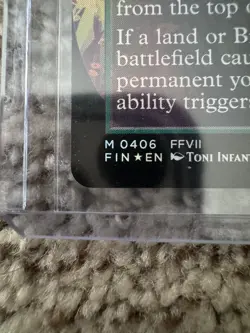 from the top o
If a land or B
battlefield cau
permanent yo
ability trigger
M 0406 FFVII
FIN★EN TONI INFANT